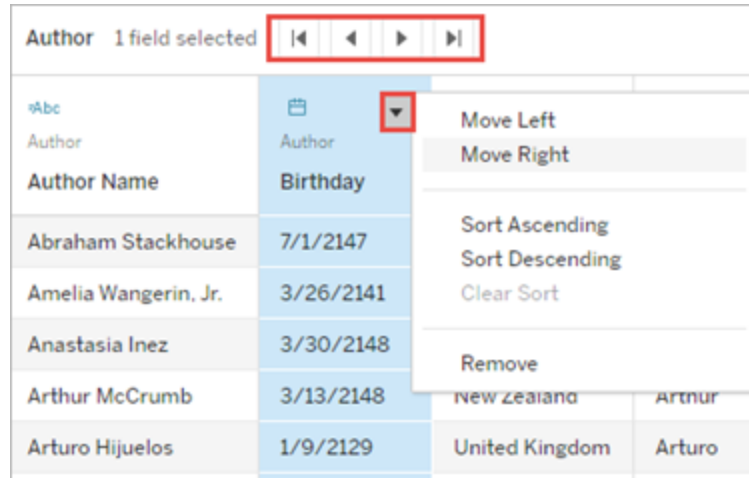 Author 1 field selected
Abc
Author Author
Author Name Birthday
Move Left
Move Right
Sort Ascending
Sort Descending
Clear Sort
Remove
Abraham Stackhouse 7/1/2147
Amelia Wangerin, Jr. 3/26/2141
Anastasia Inez 3/30/2148
Arthur McCrumb 3/13/2148 New Zealand Arthur
Arturo Hijuelos 1/9/2129 United Kingdom Arturo